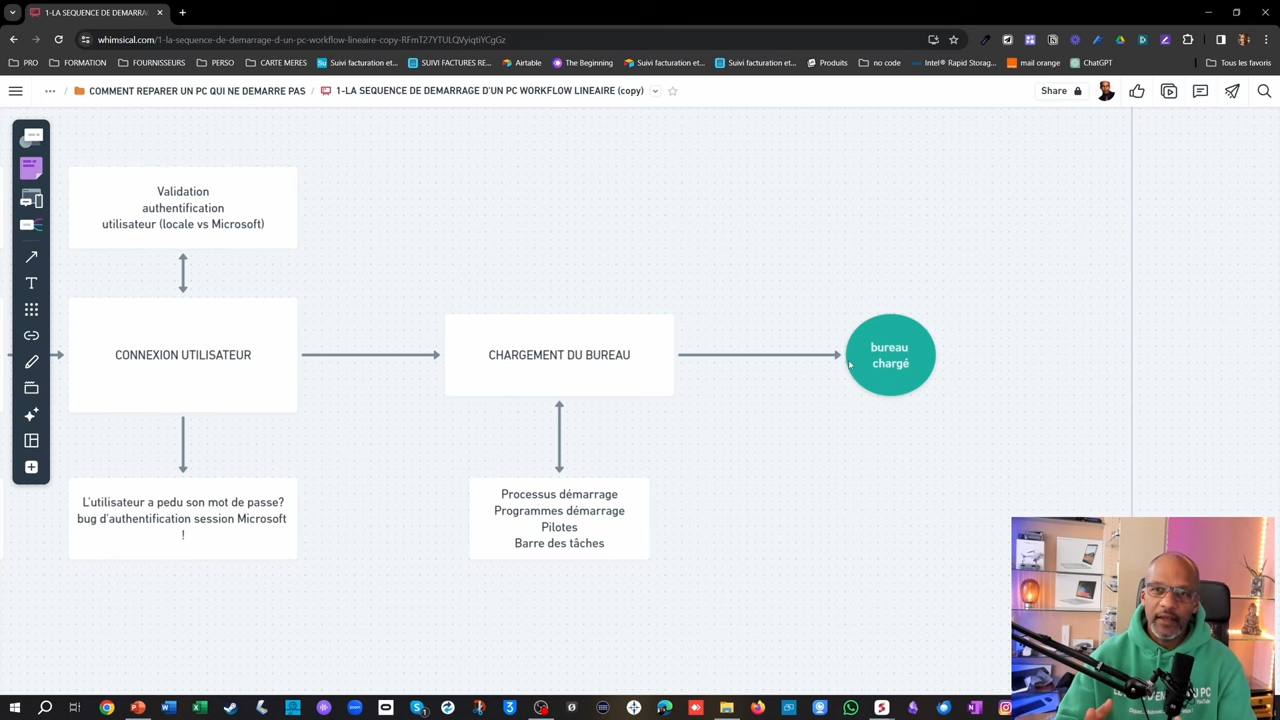 1-LA SEQUENCE DE DEMARRA
whimsical.com/1-la-sequence-de-demarrage-d-un-pc-workflow-lineaire-copy-RFmT27YTULQVyiqtiYCgGz
PRO
FORMATION
FOURNISSEURS
PERSO
CARTE MERES
Suivi facturation et...
SUIVI FACTURES RE...
Airtable
The Beginning
Suivi facturation et...
Suivi facturation et...
Produits
no code
Intel® Rapid Storag...
mail orange
ChatGPT
Tous les favoris
... / COMMENT REPARER UN PC QUI NE DEMARRE PAS / 1-LA SEQUENCE DE DEMARRAGE D'UN PC WORKFLOW LINEAIRE (copy)
Share
Validation
authentification
utilisateur (locale vs Microsoft)
CONNEXION UTILISATEUR
CHARGEMENT DU BUREAU
bureau
chargé
L'utilisateur a pedu son mot de passe?
bug d'authentification session Microsoft
!
Processus démarrage
Programmes démarrage
Pilotes
Barre des tâches